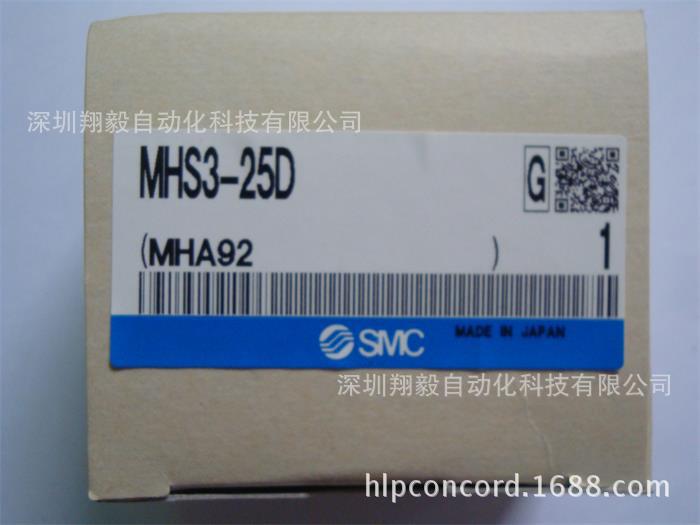 深圳翔毅自动化科技有限公司
MHS3-25D
G
(MHA92 )
1
SMC
MADE IN JAPAN
深圳翔毅自动化科技有限公司
hlpconcord.1688.com